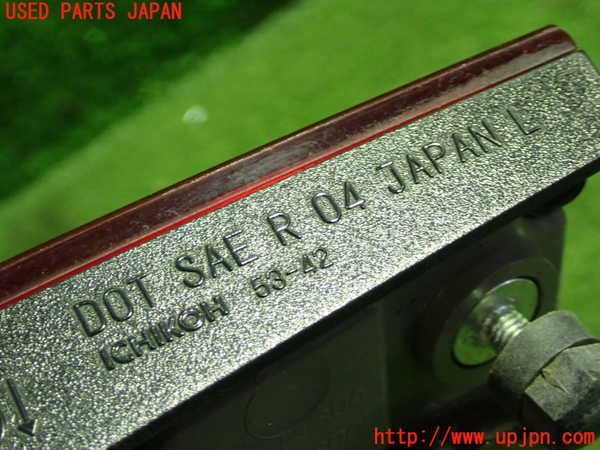 USED PARTS JAPAN
DOT SAE R 04 JAPAN L
ICHIKOH 53-42
http://www.upjpn.com/